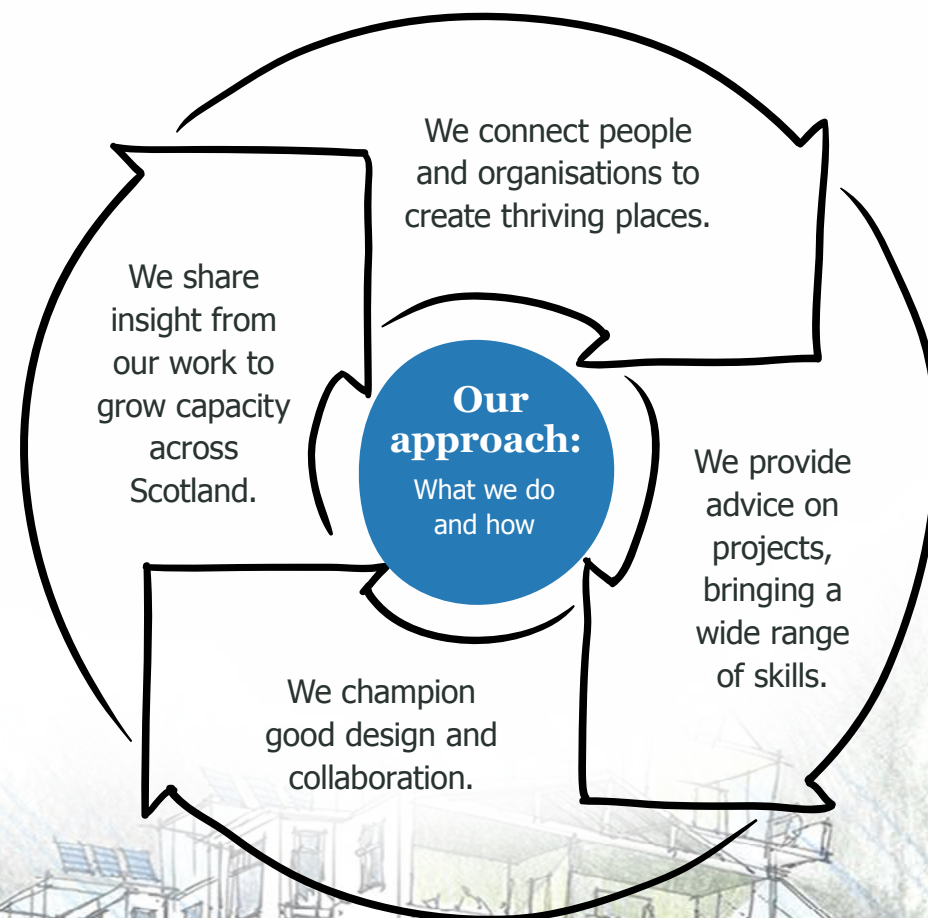 We connect people
and organisations to
create thriving places.
We share
insight from
our work to
grow capacity
across
Scotland.
Our
approach:
What we do
and how
We provide
advice on
projects,
bringing a
wide range
of skills.
We champion
good design and
collaboration.